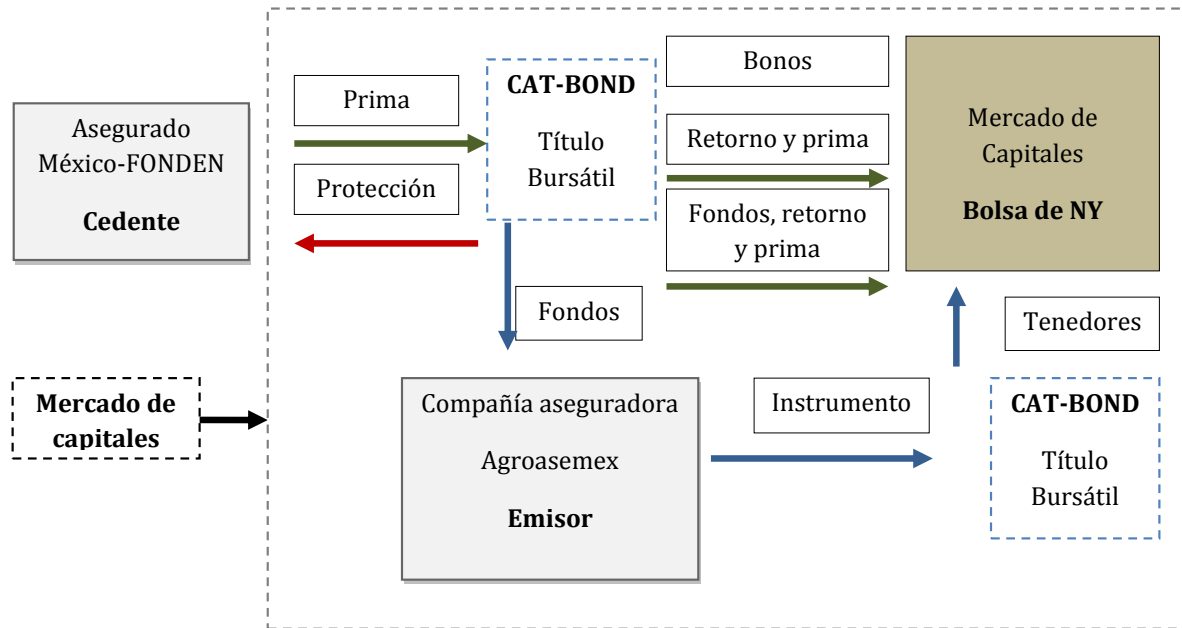 Asegurado
México-FONDEN
Cedente
Prima
Protección
CAT-BOND
Título
Bursátil
Bonos
Retorno y prima
Fondos, retorno
y prima
Mercado de
Capitales
Bolsa de NY
Fondos
Tenedores
Mercado de
capitales
Compañía aseguradora
Agroasemex
Emisor
Instrumento
CAT-BOND
Título
Bursátil